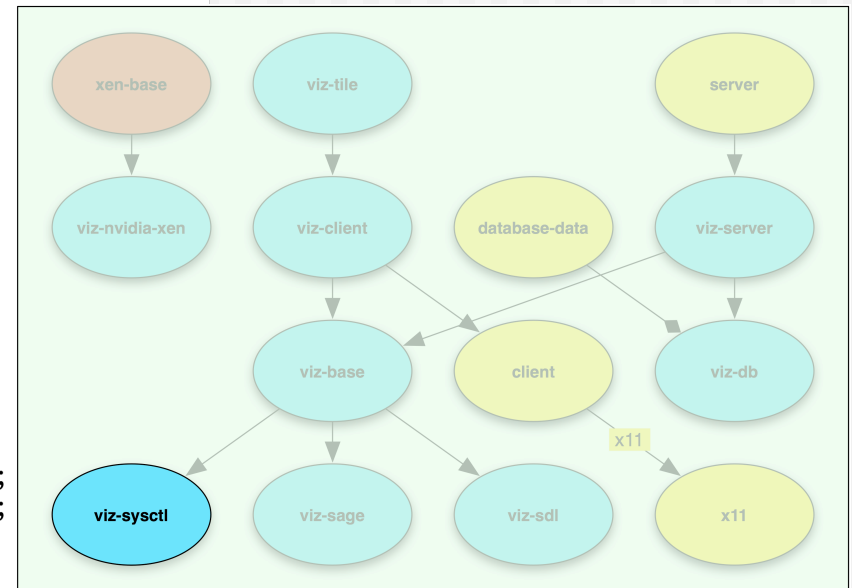 xen-base
viz-tile
server
viz-nvidia-xen
viz-client
database-data
viz-server
viz-base
client
viz-db
x11
viz-sysctl
viz-sage
viz-sdl
x11